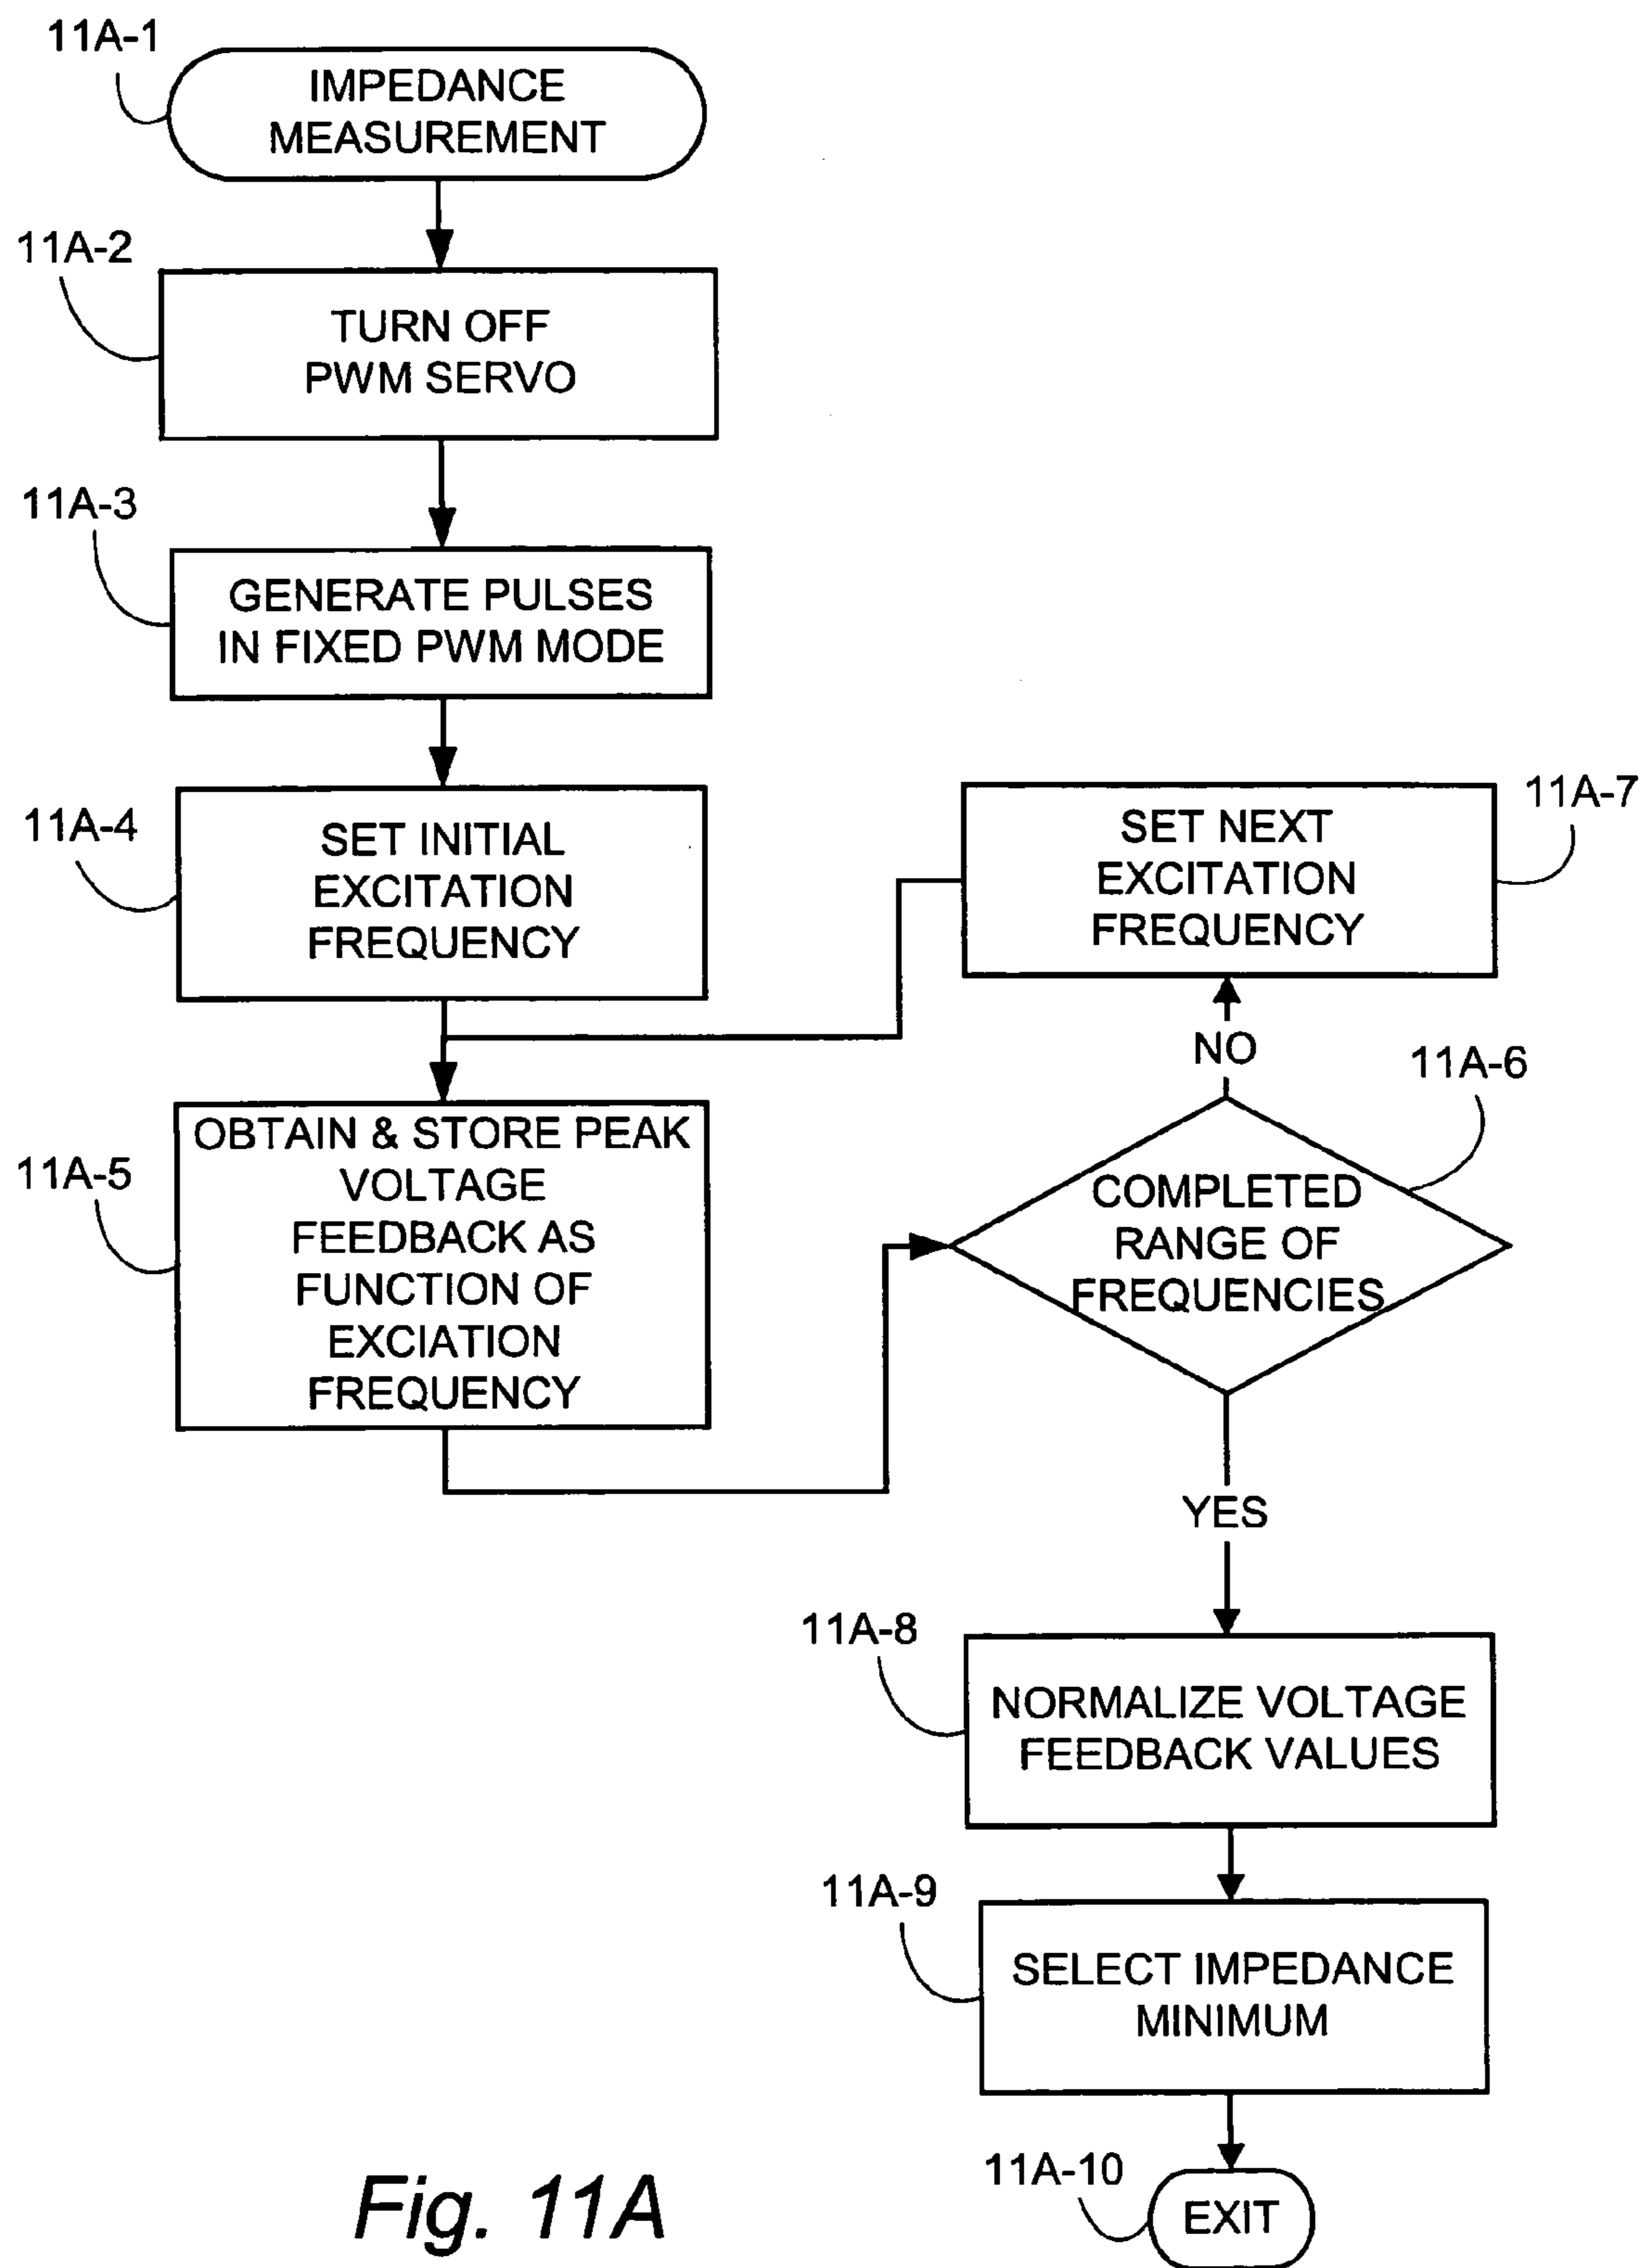 11A-1
IMPEDANCE
MEASUREMENT
11A-2
TURN OFF
PWM SERVO
11A-3
GENERATE PULSES
IN FIXED PWM MODE
11A-4
SET INITIAL
EXCITATION
FREQUENCY
11A-5
OBTAIN & STORE PEAK
VOLTAGE
FEEDBACK AS
FUNCTION OF
EXCIATION
FREQUENCY
11A-7
SET NEXT
EXCITATION
FREQUENCY
NO
11A-6
COMPLETED
RANGE OF
FREQUENCIES
YES
11A-8
NORMALIZE VOLTAGE
FEEDBACK VALUES
11A-9
SELECT IMPEDANCE
MINIMUM
11A-10
EXIT
Fig. 11A